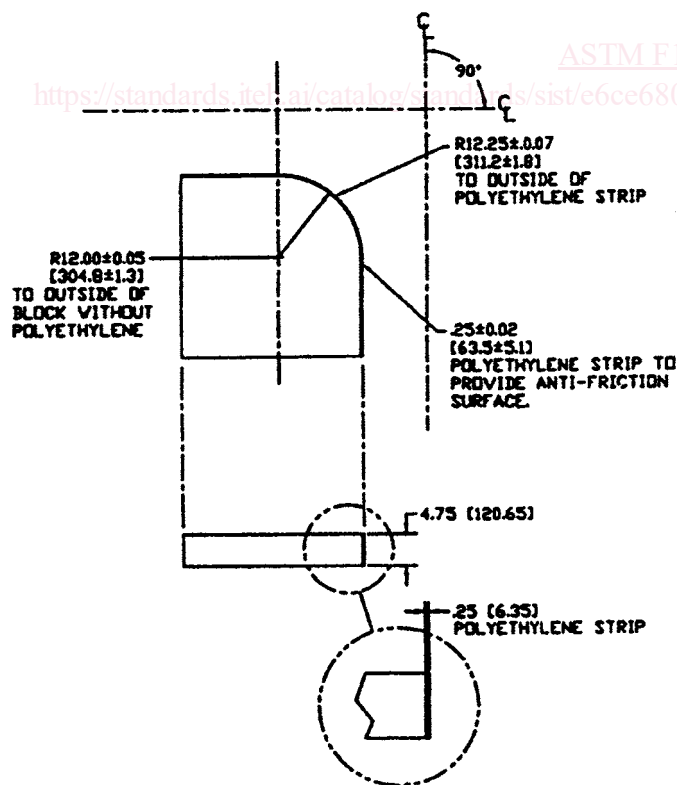 C
L
90°
C
L
ASTM F1
https://standards.iteh.ai/catalog/standards/sist/e6ce680
R12.25±.0.07
[311.2±1.8]
TO OUTSIDE OF
POLYETHYLENE STRIP
R12.00±0.05
[304.8±1.3]
TO OUTSIDE OF
BLOCK WITHOUT
POLYETHYLENE
.25±0.02
[63.5±5.1]
POLYETHYLENE STRIP TO
PROVIDE ANTI-FRICTION
SURFACE.
4.75 [120.65]
.25 [6.35]
POLYETHYLENE STRIP